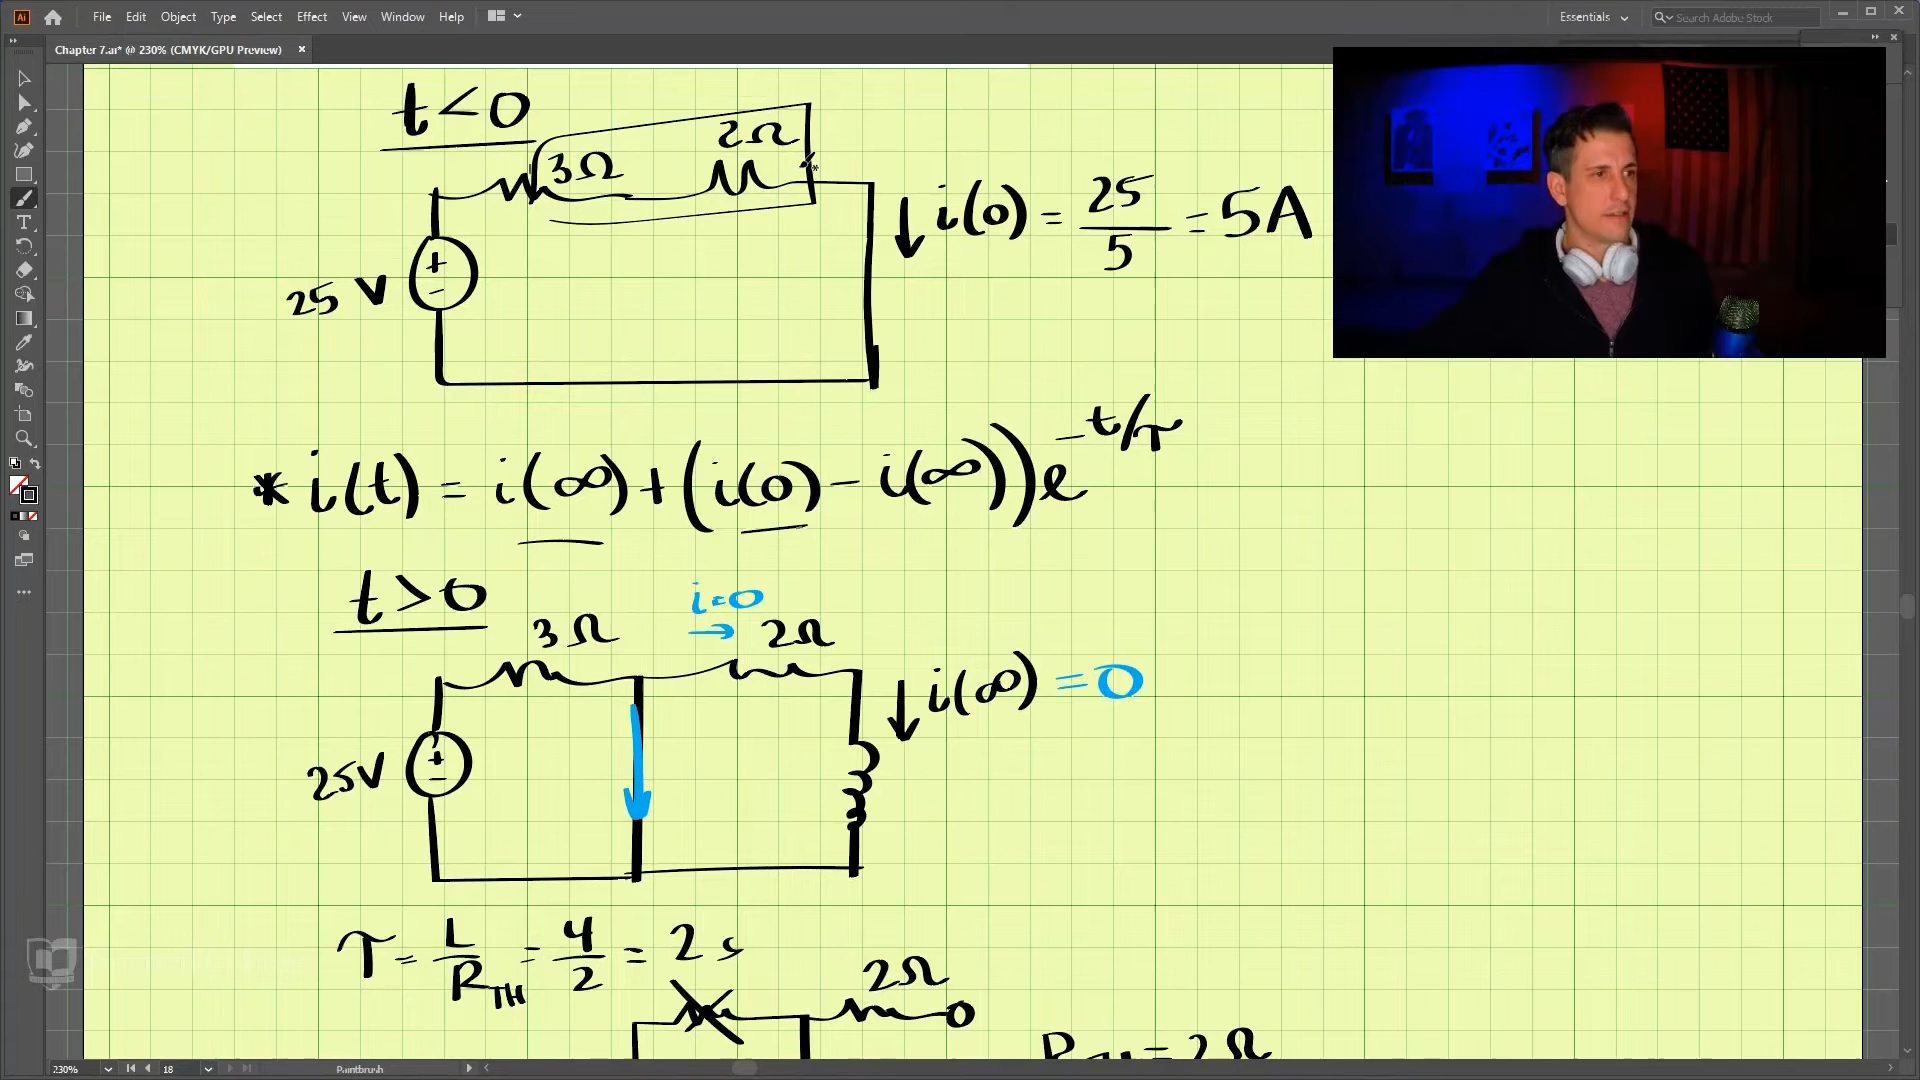 File Edit Object Type Select Effect View Window Help
Essentials
Search Adobe Stock
Chapter 7.ai* @ 230% (CMYK/GPU Preview) ×
t<0
2Ω
3Ω
25 V
+
−
↓ i(0) = 25/5 = 5A
* i(t) = i(∞) + (i(0) − i(∞)) e^−t/τ
t>0
i=0
→
3Ω
2Ω
↓ i(∞) = 0
25V
+
−
τ = L/R_TH = 4/2 = 2 s
2Ω
R_TH = 2Ω
230%
18
Paintbrush